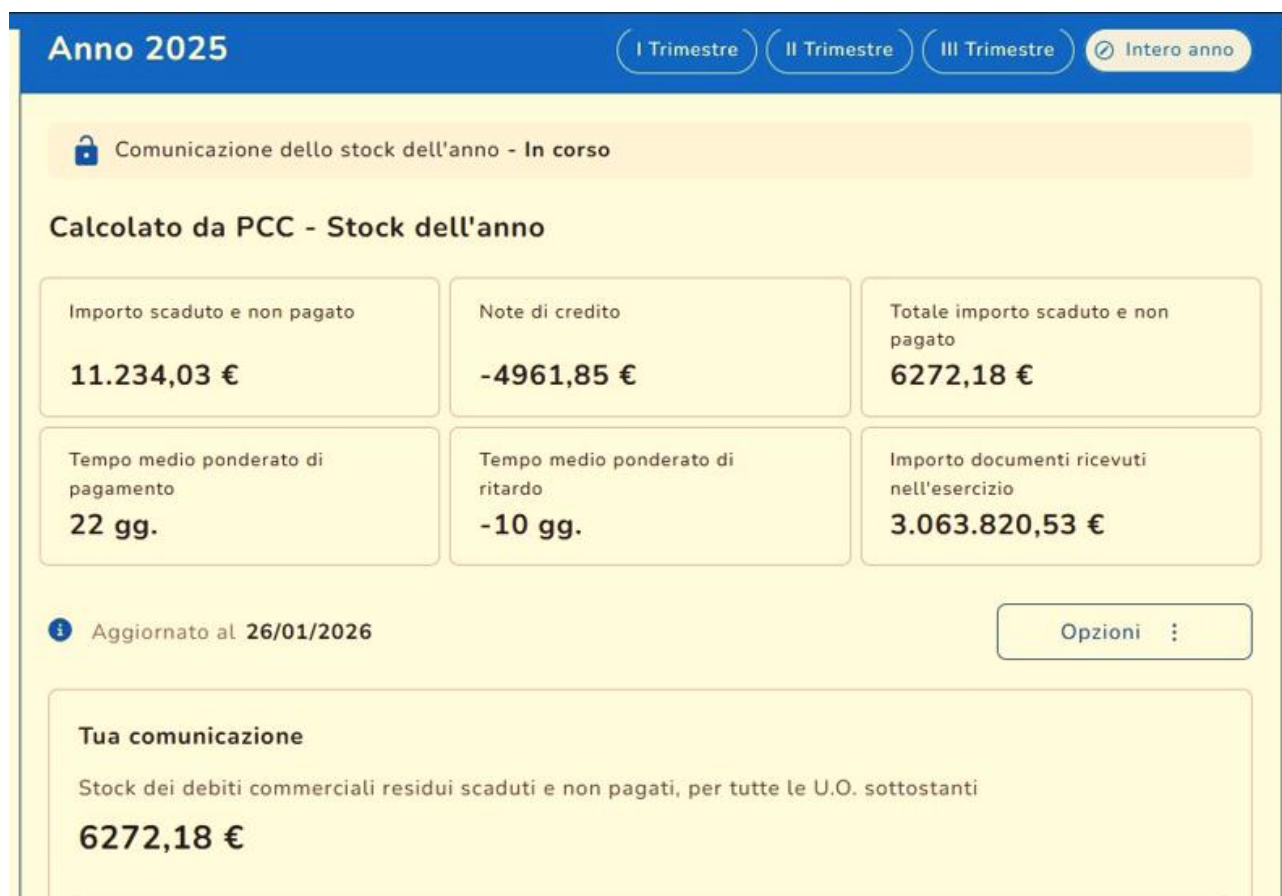 Anno 2025
I Trimestre
II Trimestre
III Trimestre
Intero anno
Comunicazione dello stock dell'anno - In corso
Calcolato da PCC - Stock dell'anno
Importo scaduto e non pagato
11.234,03 €
Note di credito
-4961,85 €
Totale importo scaduto e non
pagato
6272,18 €
Tempo medio ponderato di
pagamento
22 gg.
Tempo medio ponderato di
ritardo
-10 gg.
Importo documenti ricevuti
nell'esercizio
3.063.820,53 €
Aggiornato al 26/01/2026
Opzioni
Tua comunicazione
Stock dei debiti commerciali residui scaduti e non pagati, per tutte le U.O. sottostanti
6272,18 €